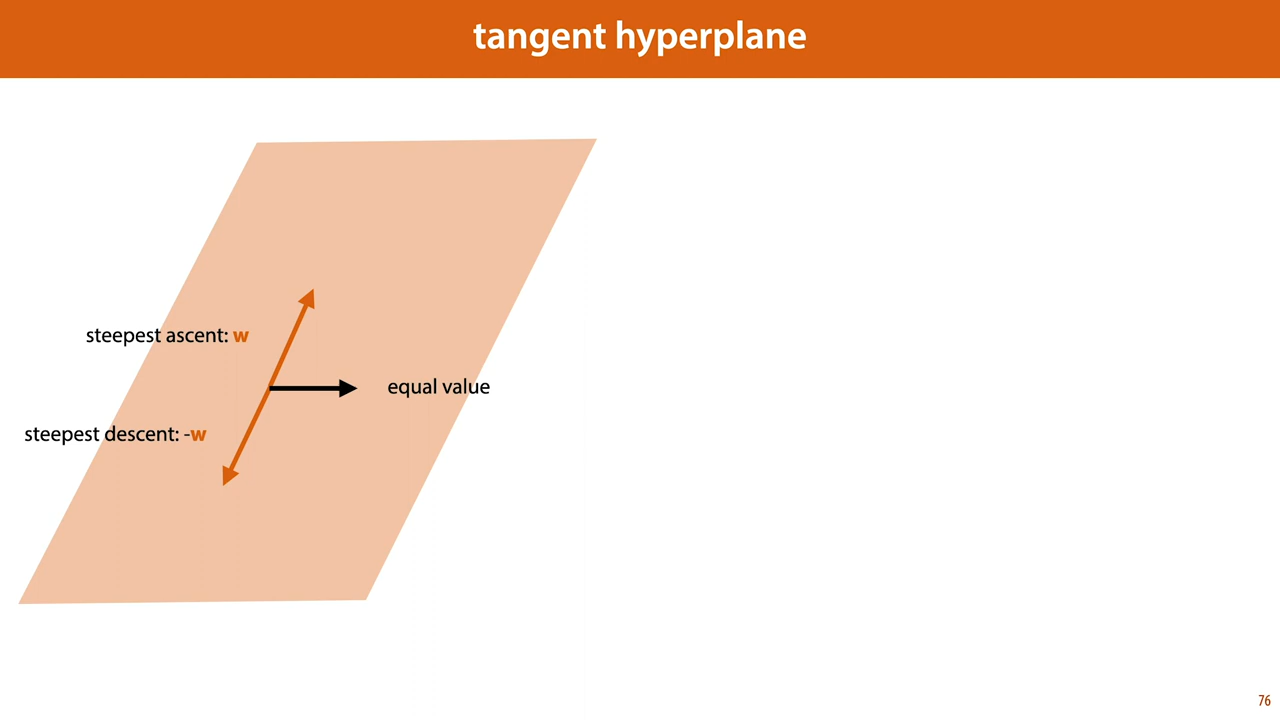 tangent hyperplane
steepest ascent: w
equal value
steepest descent: -w
76